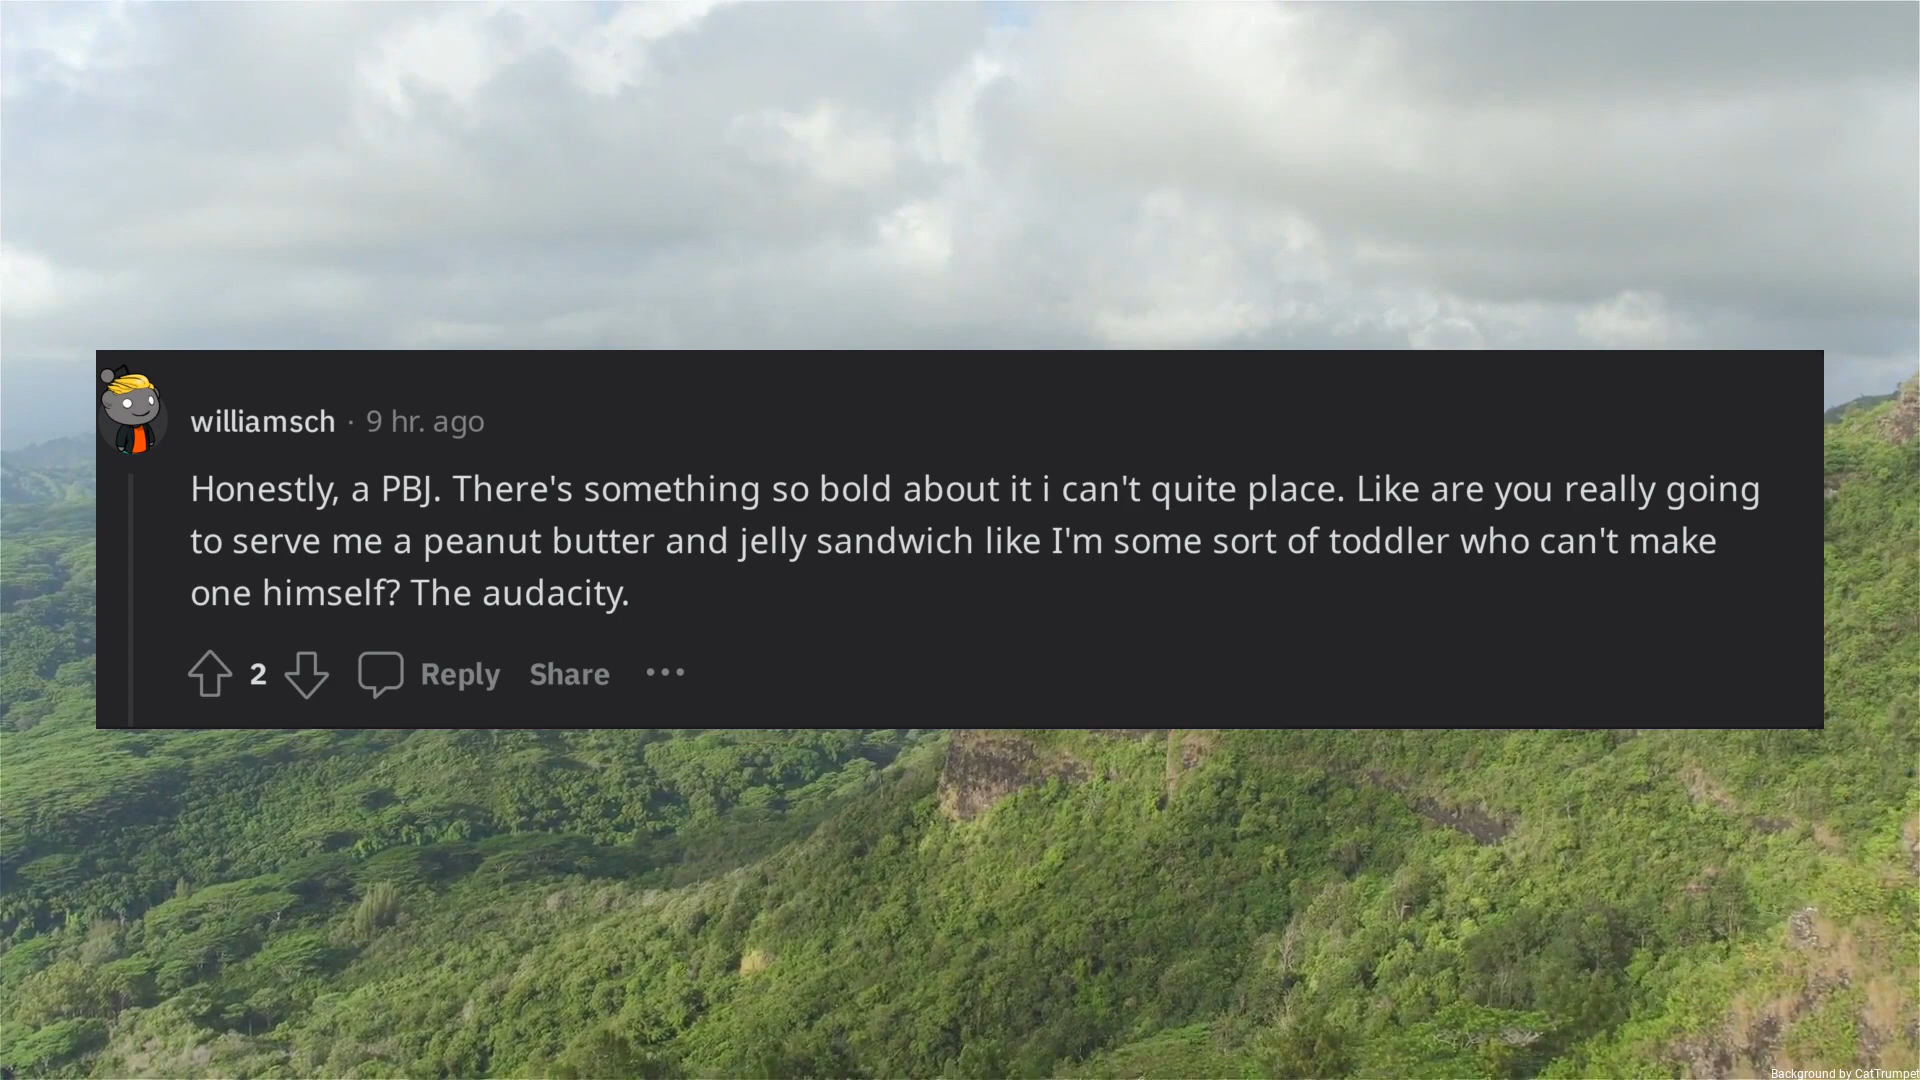 williamsch · 9 hr. ago
Honestly, a PBJ. There's something so bold about it i can't quite place. Like are you really going
to serve me a peanut butter and jelly sandwich like I'm some sort of toddler who can't make
one himself? The audacity.
2 Reply Share ···
Background by CatTrumpet